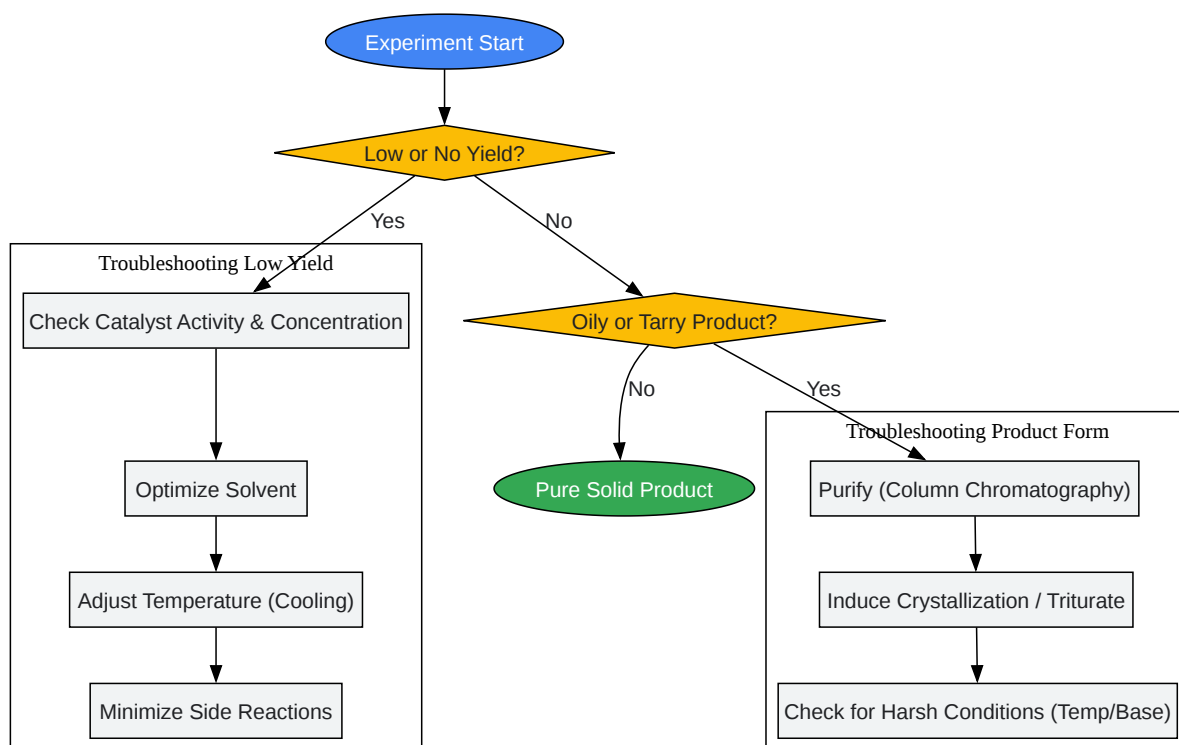 Experiment Start
Low or No Yield?
Yes
No
Troubleshooting Low Yield
Check Catalyst Activity & Concentration
Oily or Tarry Product?
No
Yes
Troubleshooting Product Form
Optimize Solvent
Pure Solid Product
Purify (Column Chromatography)
Adjust Temperature (Cooling)
Induce Crystallization / Triturate
Minimize Side Reactions
Check for Harsh Conditions (Temp/Base)